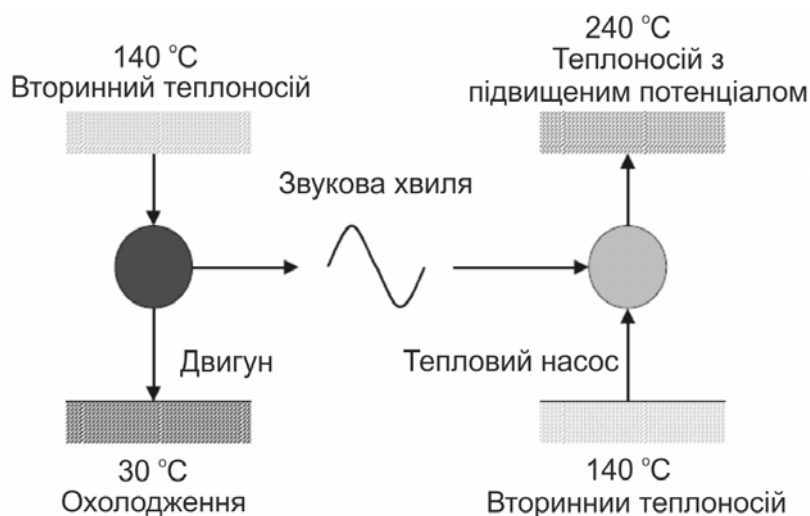 140 °C
Вторинний теплоносій
240 °C
Теплоносій з
підвищеним потенціалом
Звукова хвиля
Двигун
Тепловий насос
30 °C
Охолодження
140 °C
Вториннии теплоносій